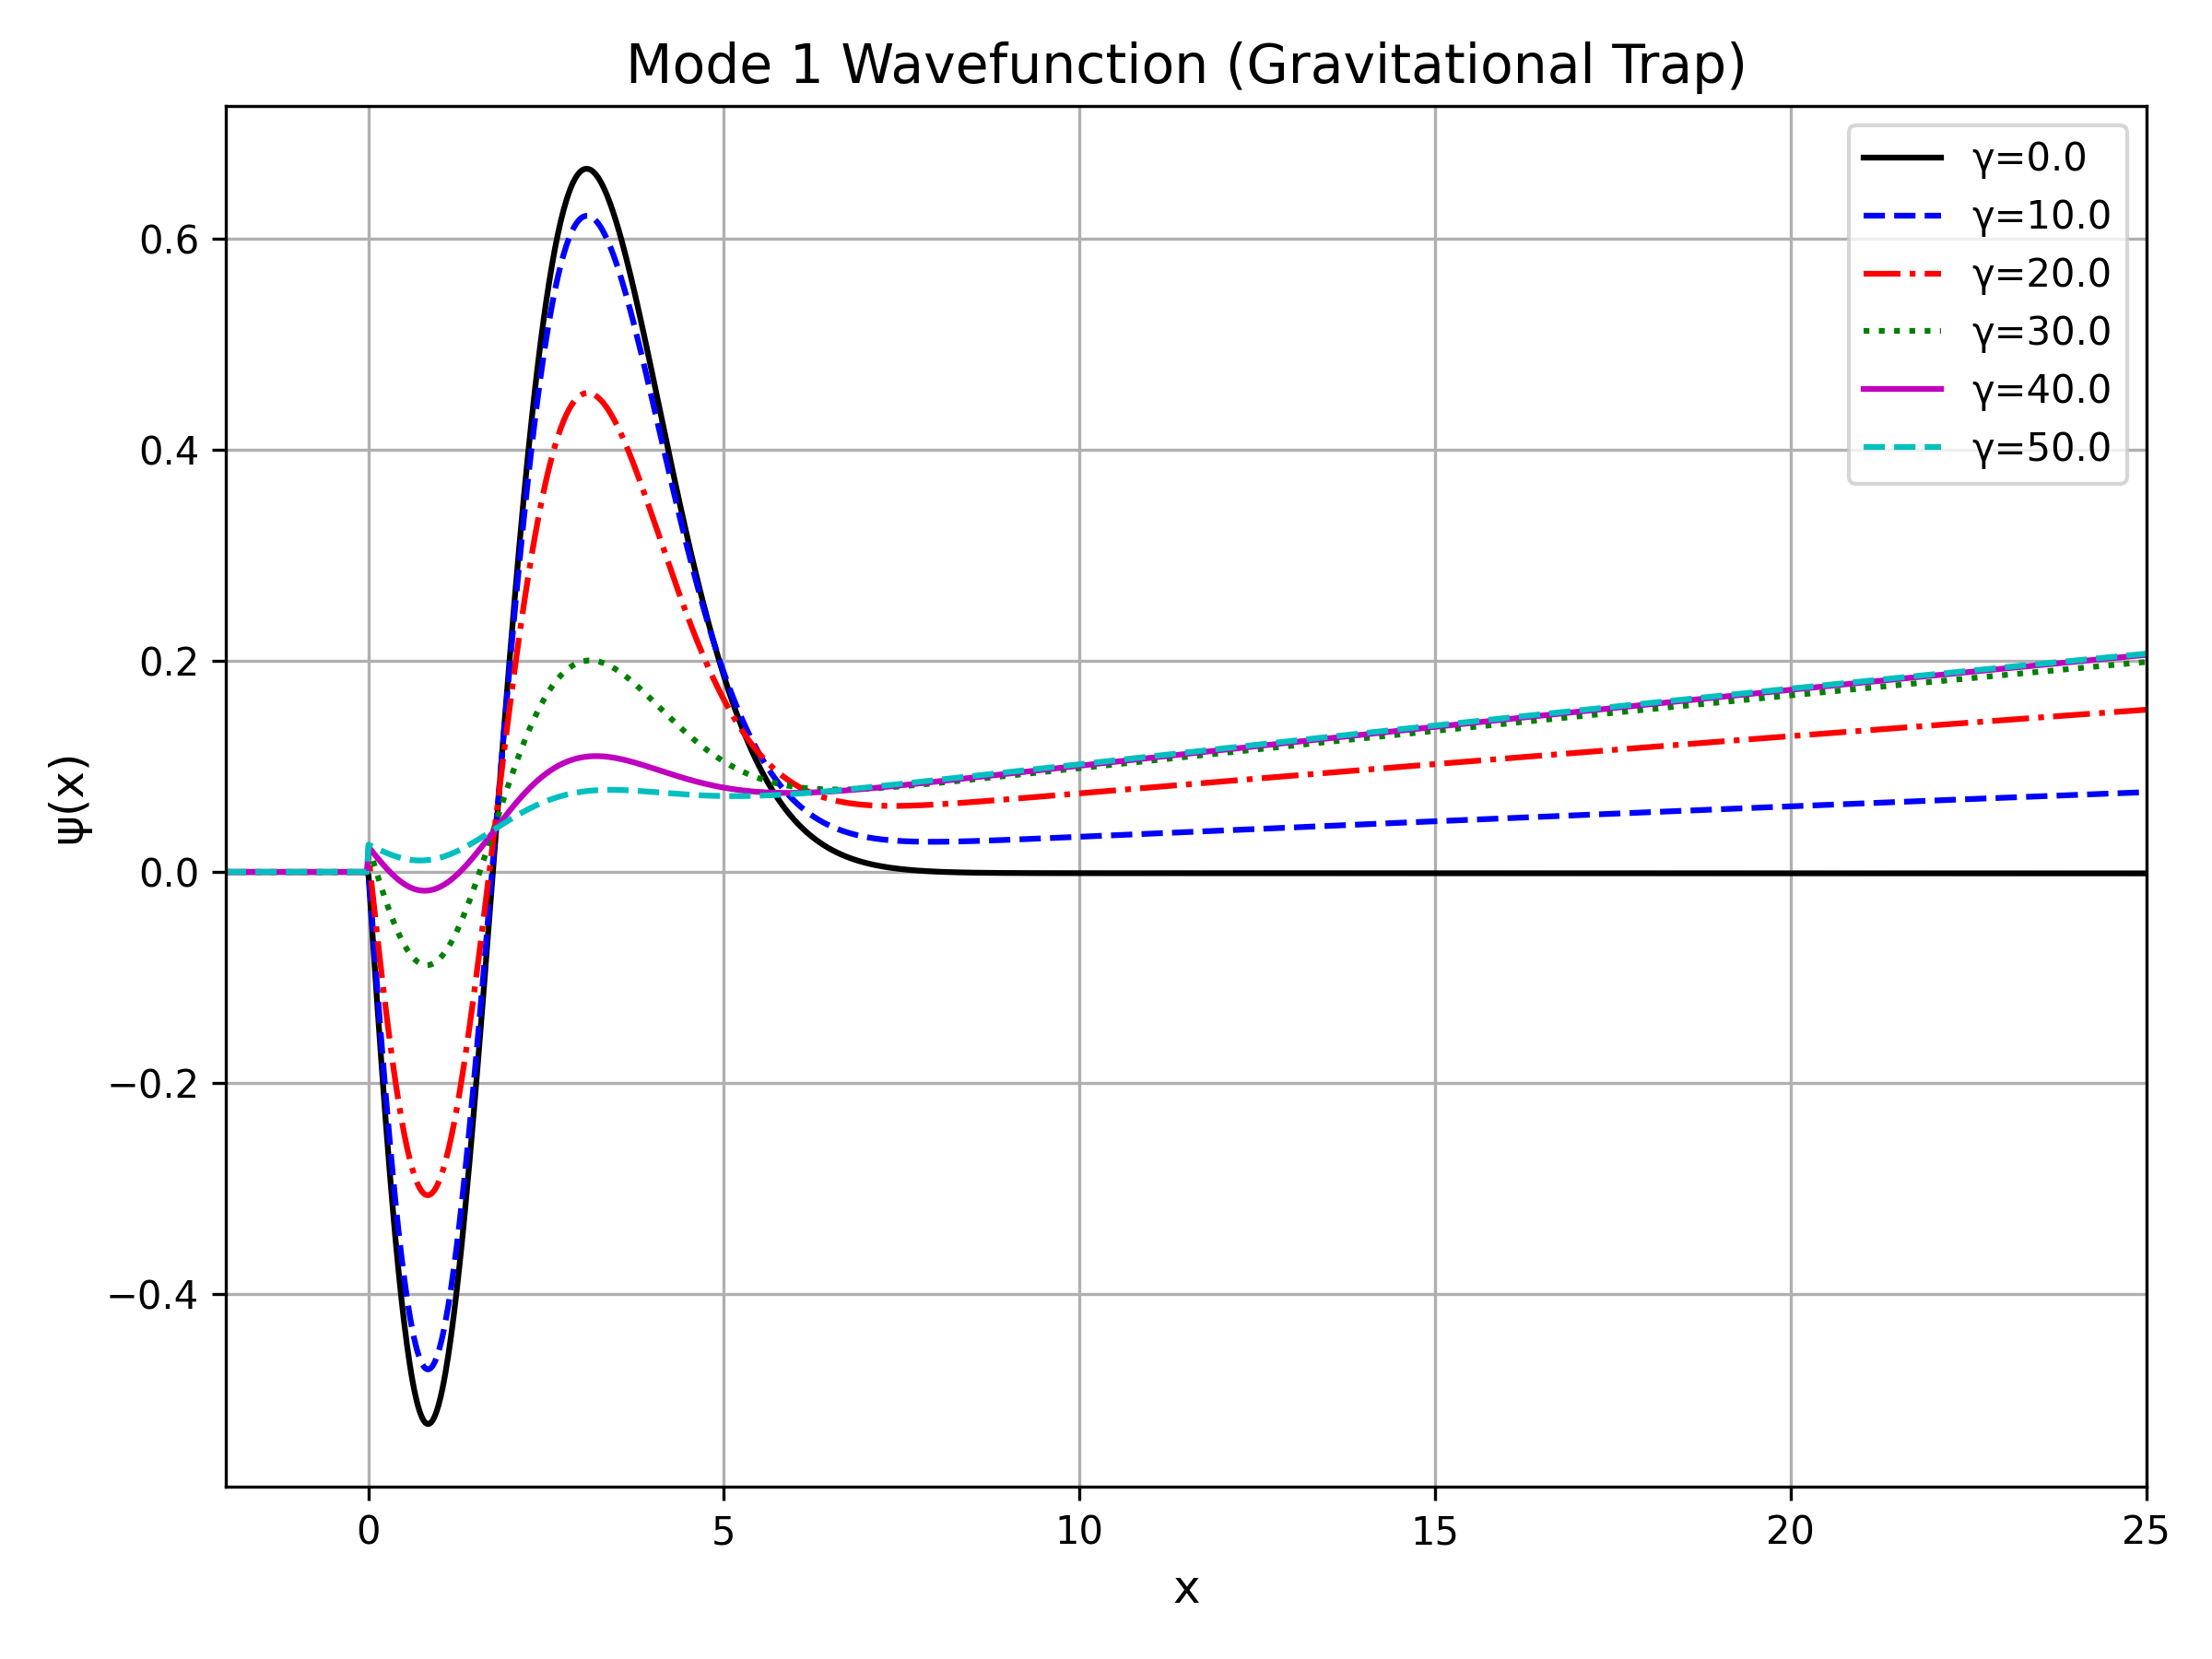 Mode 1 Wavefunction (Gravitational Trap)
γ=0.0
γ=10.0
γ=20.0
γ=30.0
γ=40.0
γ=50.0
0.6
0.4
0.2
0.0
−0.2
−0.4
ψ(x)
0 5 10 15 20 25
x